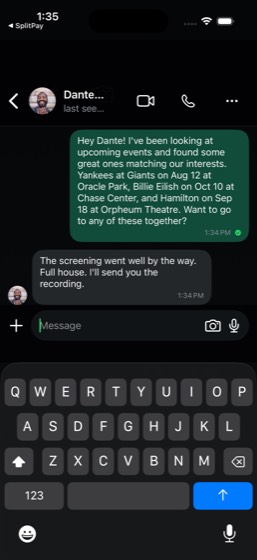 1:35
◀ SplitPay
Dante...
last see...
Hey Dante! I've been looking at
upcoming events and found some
great ones matching our interests.
Yankees at Giants on Aug 12 at
Oracle Park, Billie Eilish on Oct 10 at
Chase Center, and Hamilton on Sep
18 at Orpheum Theatre. Want to go
to any of these together?
1:34 PM
The screening went well by the way.
Full house. I'll send you the
recording.
1:34 PM
Message
Q W E R T Y U I O P
A S D F G H J K L
Z X C V B N M
123